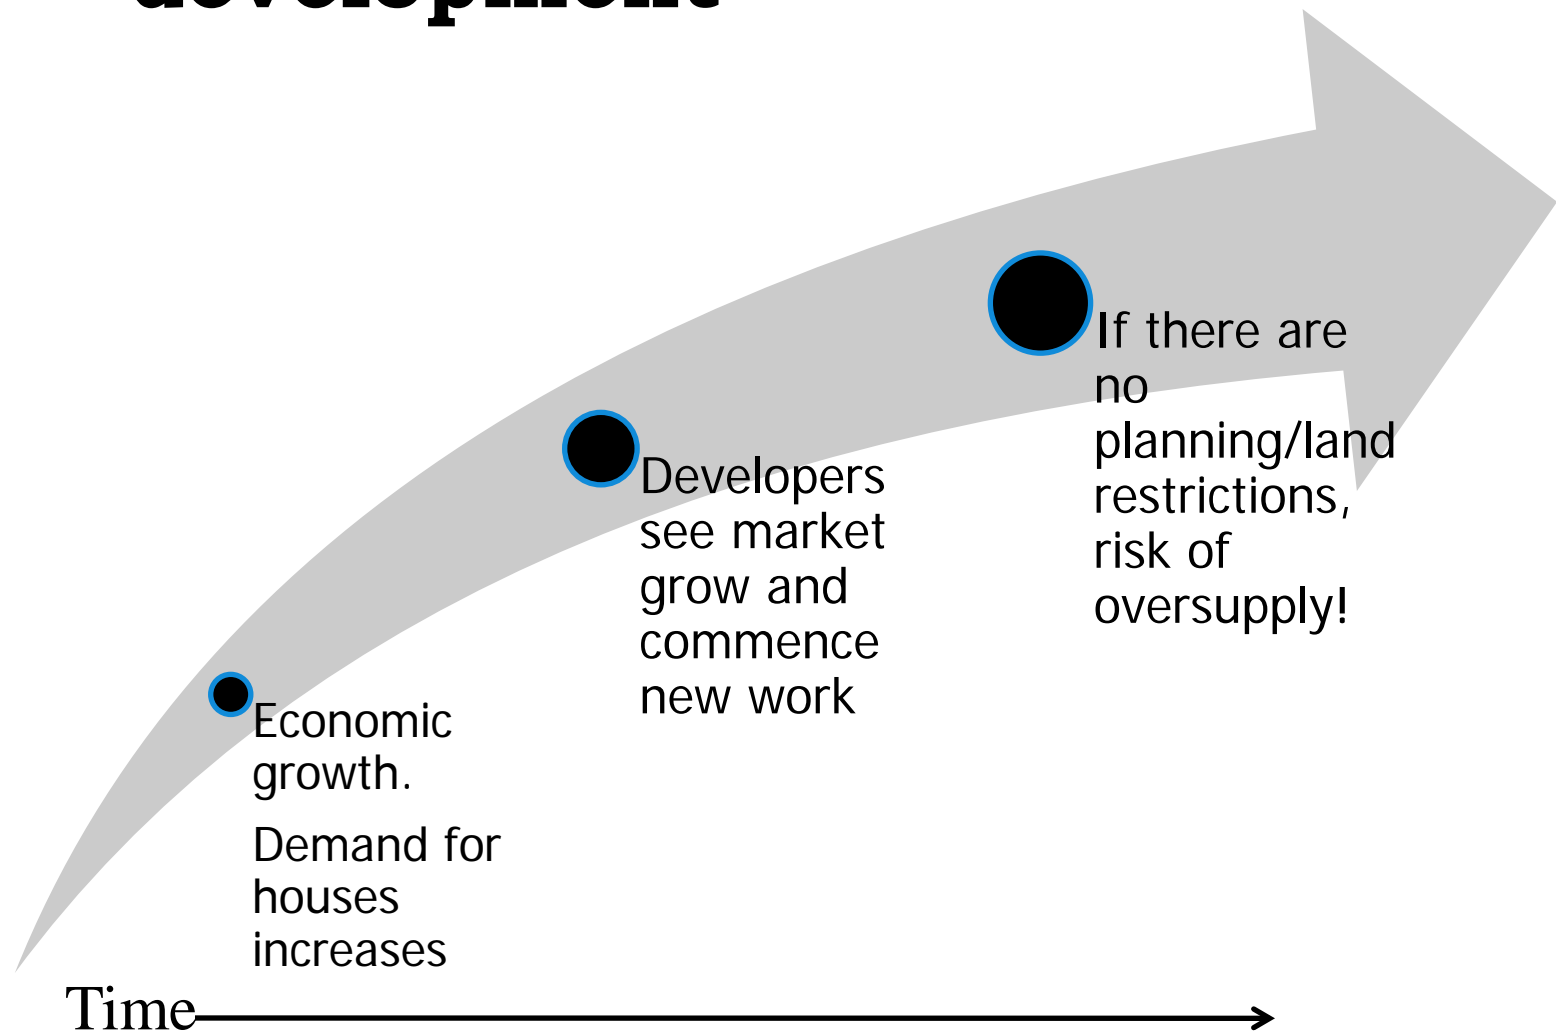 development
Economic
growth.
Demand for
houses
increases
Developers
see market
grow and
commence
new work
If there are
no
planning/land
restrictions,
risk of
oversupply!
Time